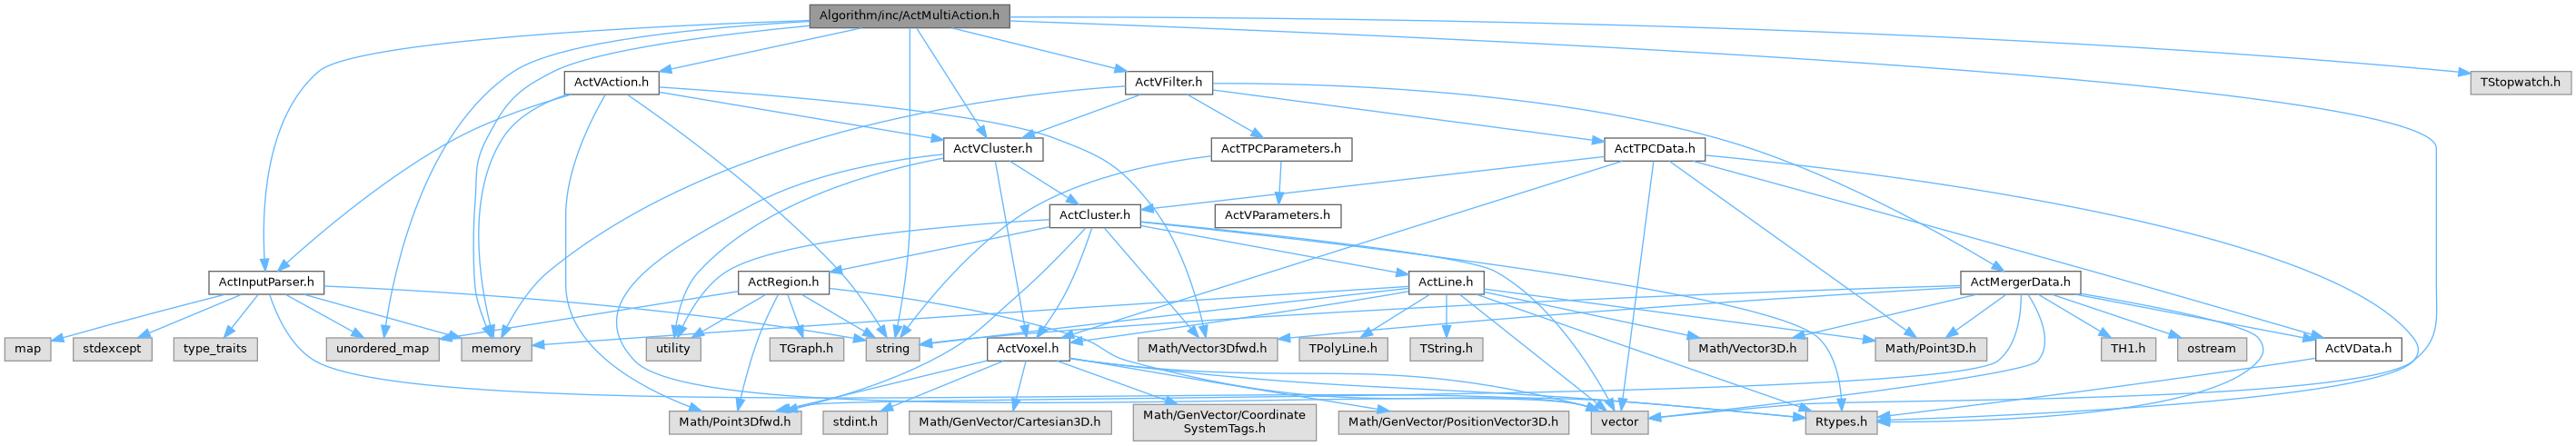 Algorithm/inc/ActMultiAction.h
ActVAction.h
ActVFilter.h
TStopwatch.h
ActVCluster.h
ActTPCParameters.h
ActTPCData.h
ActCluster.h
ActVParameters.h
ActInputParser.h
ActRegion.h
ActLine.h
ActMergerData.h
map
stdexcept
type_traits
unordered_map
memory
utility
TGraph.h
string
ActVoxel.h
Math/Vector3Dfwd.h
TPolyLine.h
TString.h
Math/Vector3D.h
Math/Point3D.h
TH1.h
ostream
ActVData.h
Math/Point3Dfwd.h
stdint.h
Math/GenVector/Cartesian3D.h
Math/GenVector/Coordinate
SystemTags.h
Math/GenVector/PositionVector3D.h
vector
Rtypes.h